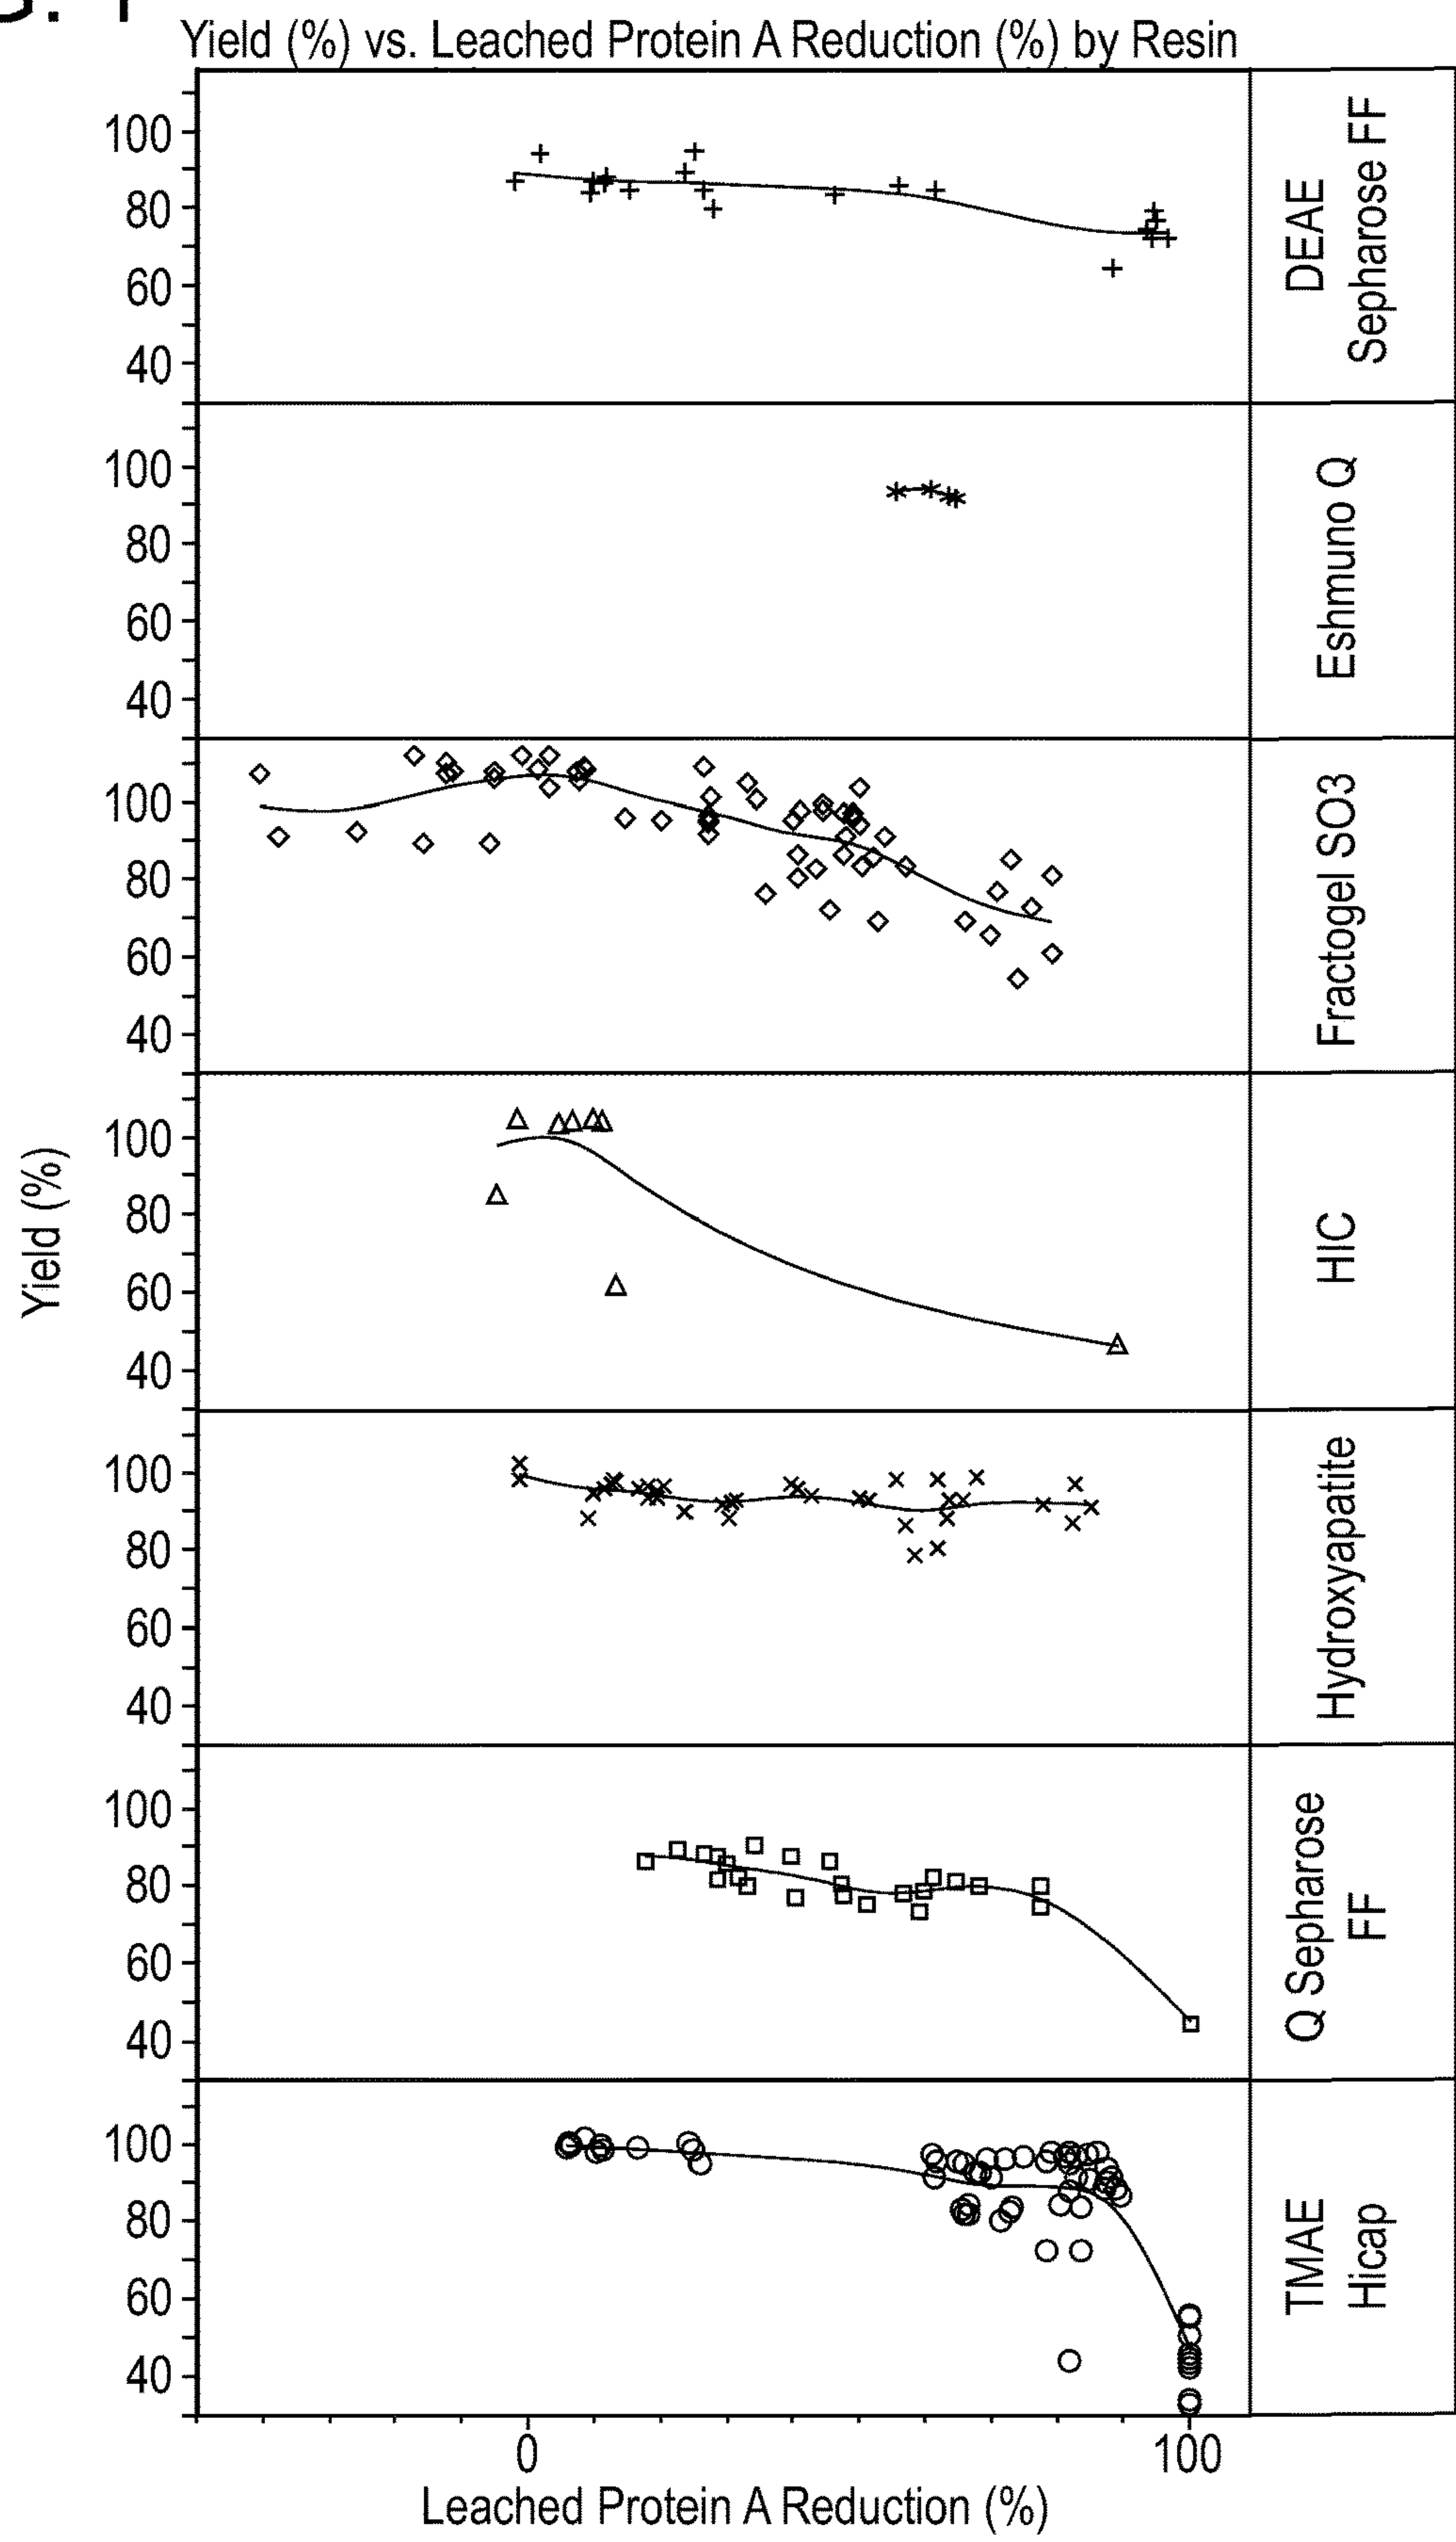 Yield (%) vs. Leached Protein A Reduction (%) by Resin
100
80
60
40
DEAE
Sepharose FF
100
80
60
40
Eshmuno Q
100
80
60
40
Fractogel SO3
Yield (%)
100
80
60
40
HIC
100
80
60
40
Hydroxyapatite
100
80
60
40
Q Sepharose
FF
100
80
60
40
TMAE
Hicap
0 100
Leached Protein A Reduction (%)